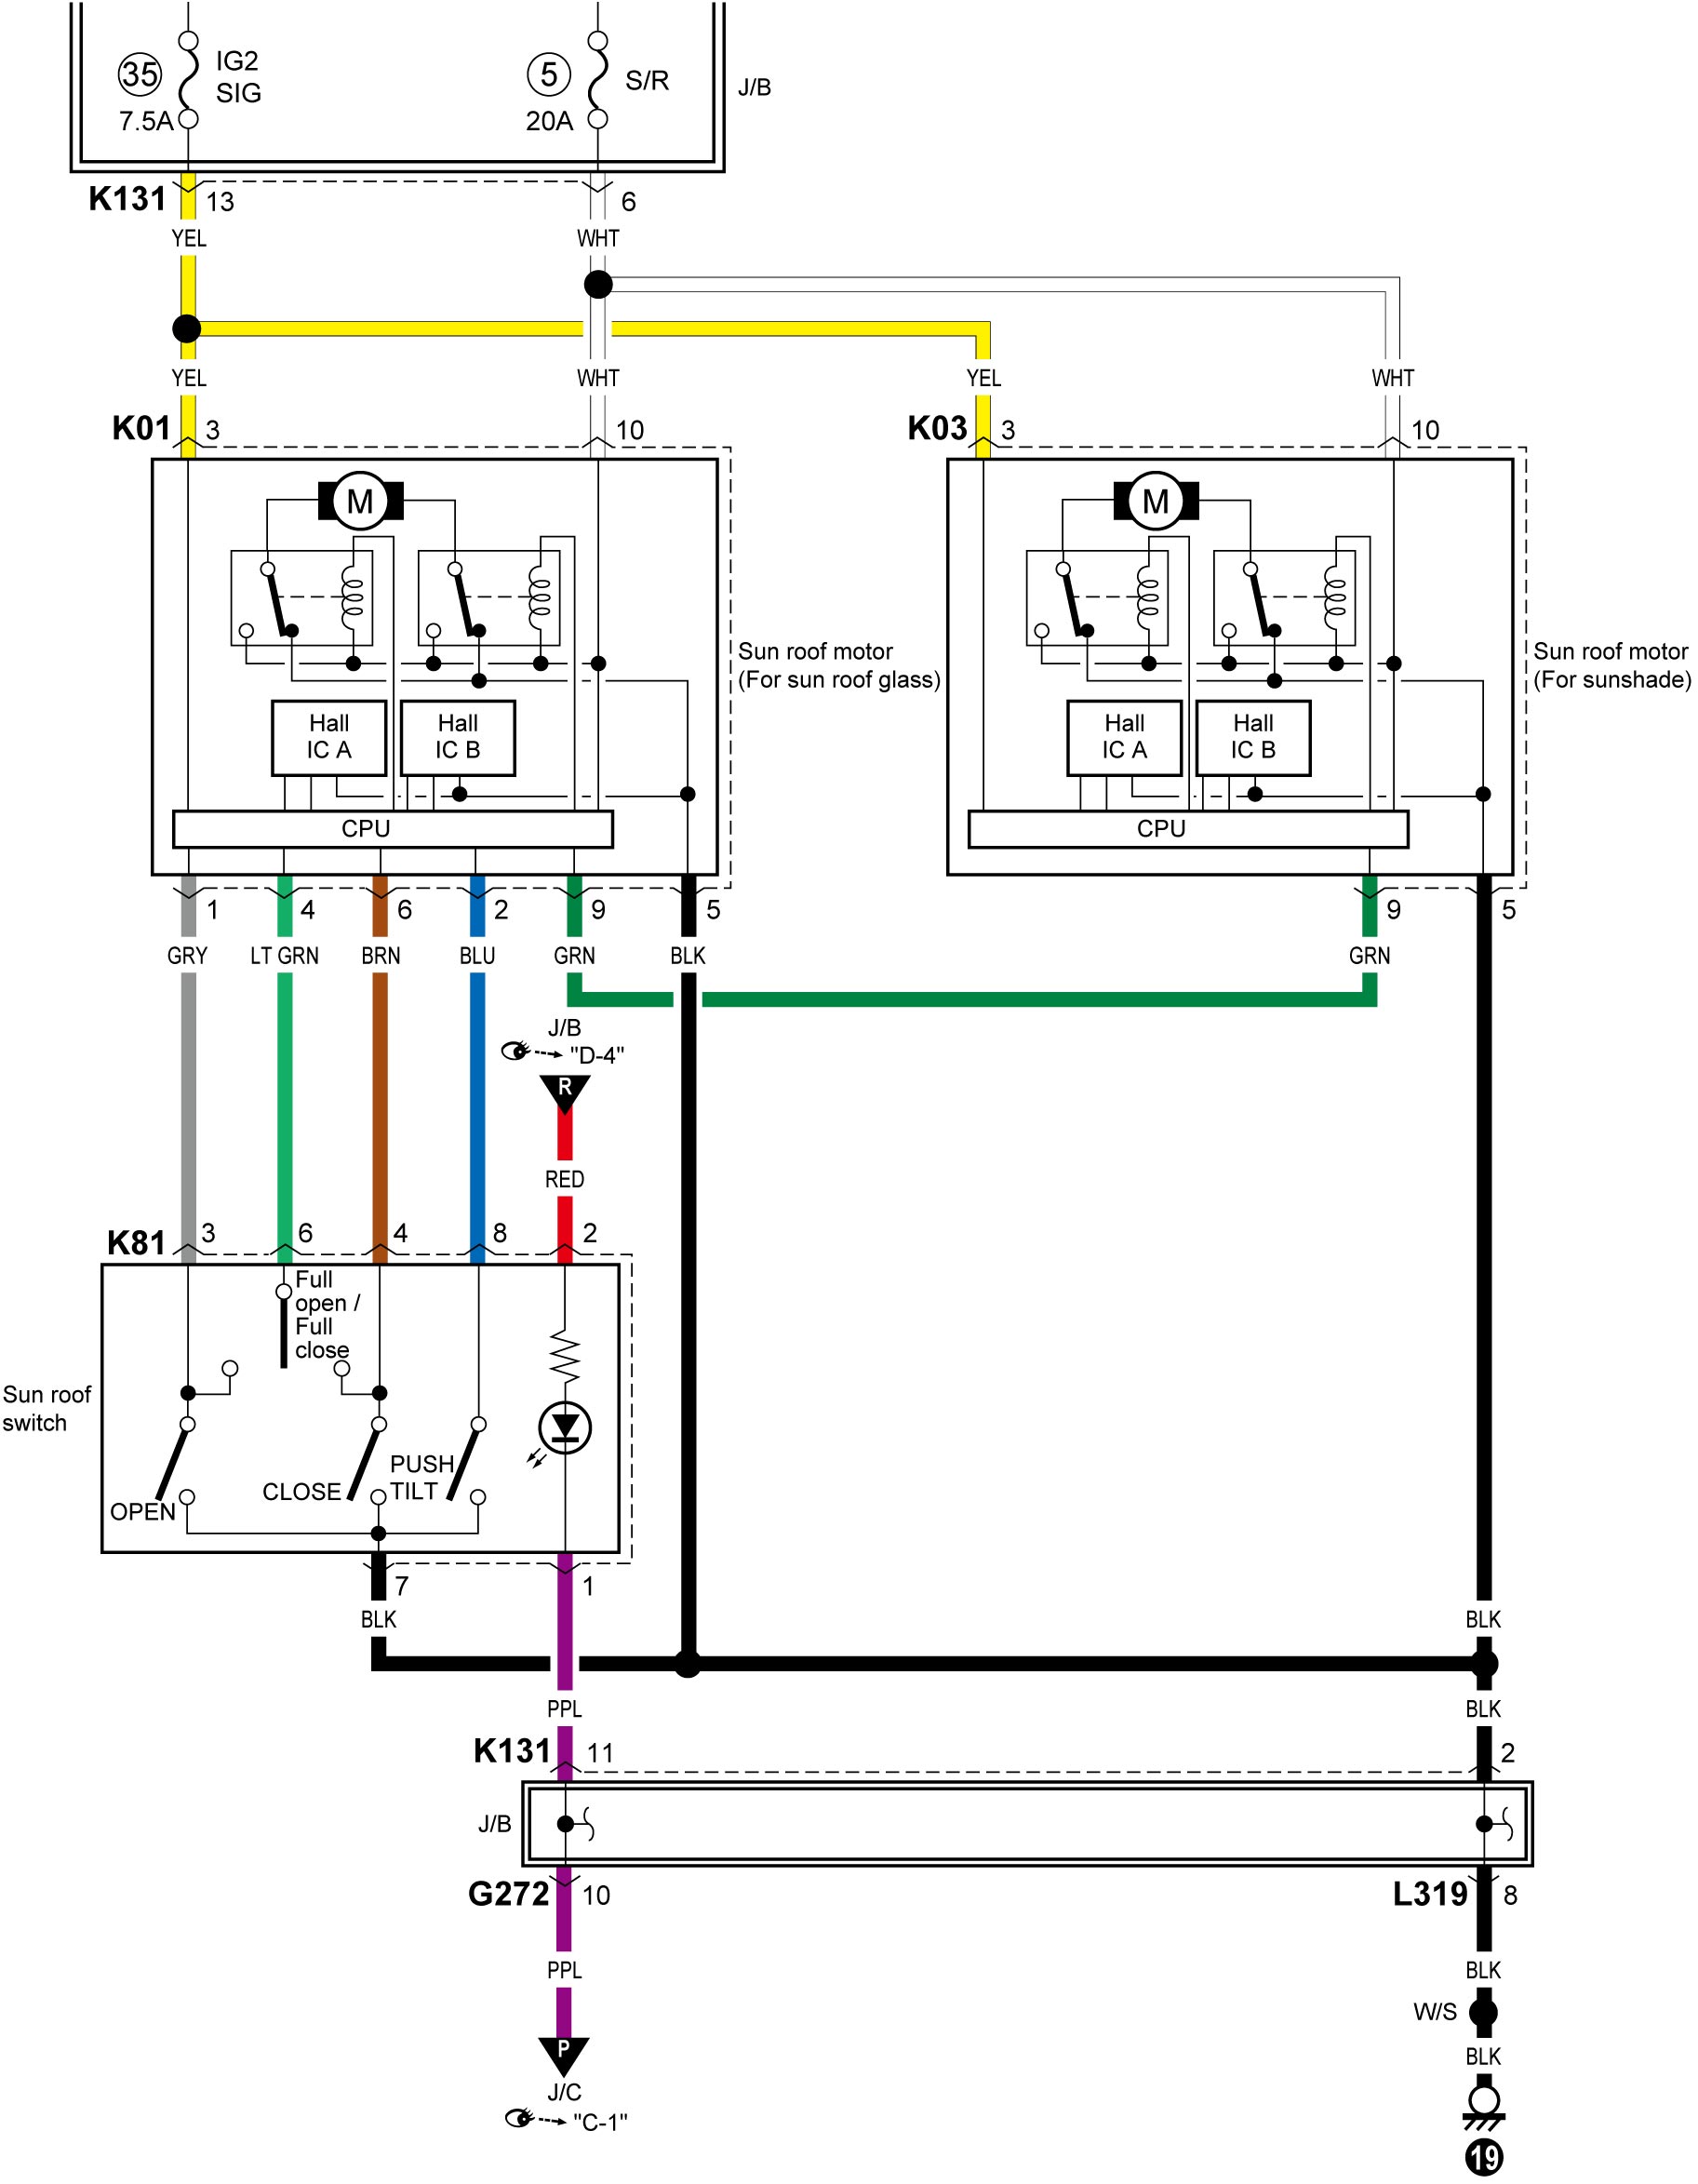 35
IG2
SIG
7.5A
5
S/R
20A
J/B
K131
13
6
YEL
WHT
YEL
WHT
YEL
WHT
K01
3
10
K03
3
10
M
M
Sun roof motor
(For sun roof glass)
Sun roof motor
(For sunshade)
Hall
IC A
Hall
IC B
Hall
IC A
Hall
IC B
CPU
CPU
1
4
6
2
9
5
9
5
GRY
LT GRN
BRN
BLU
GRN
BLK
GRN
J/B
"D-4"
R
RED
K81
3
6
4
8
2
Full
open /
Full
close
Sun roof
switch
OPEN
CLOSE
PUSH
TILT
7
1
BLK
BLK
PPL
BLK
K131
11
2
J/B
G272
10
L319
8
PPL
BLK
W/S
P
BLK
J/C
"C-1"
19